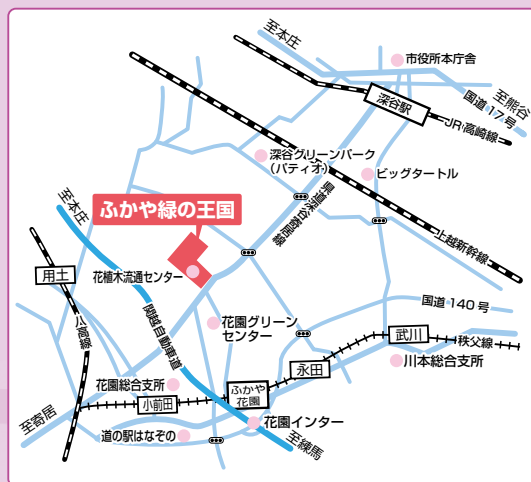 至本庄
市役所本庁舎
至熊谷
国道17号
深谷駅
JR高崎線
深谷グリーンパーク
(パティオ)
ビッグタートル
県道深谷寄居線
上越新幹線
至本庄
ふかや緑の王国
花植木流通センター
用土
八高線
関越自動車道
国道140号
花園グリーン
センター
武川
秩父線
川本総合支所
永田
花園総合支所
ふかや
花園
小前田
至寄居
道の駅はなぞの
花園インター
至練馬